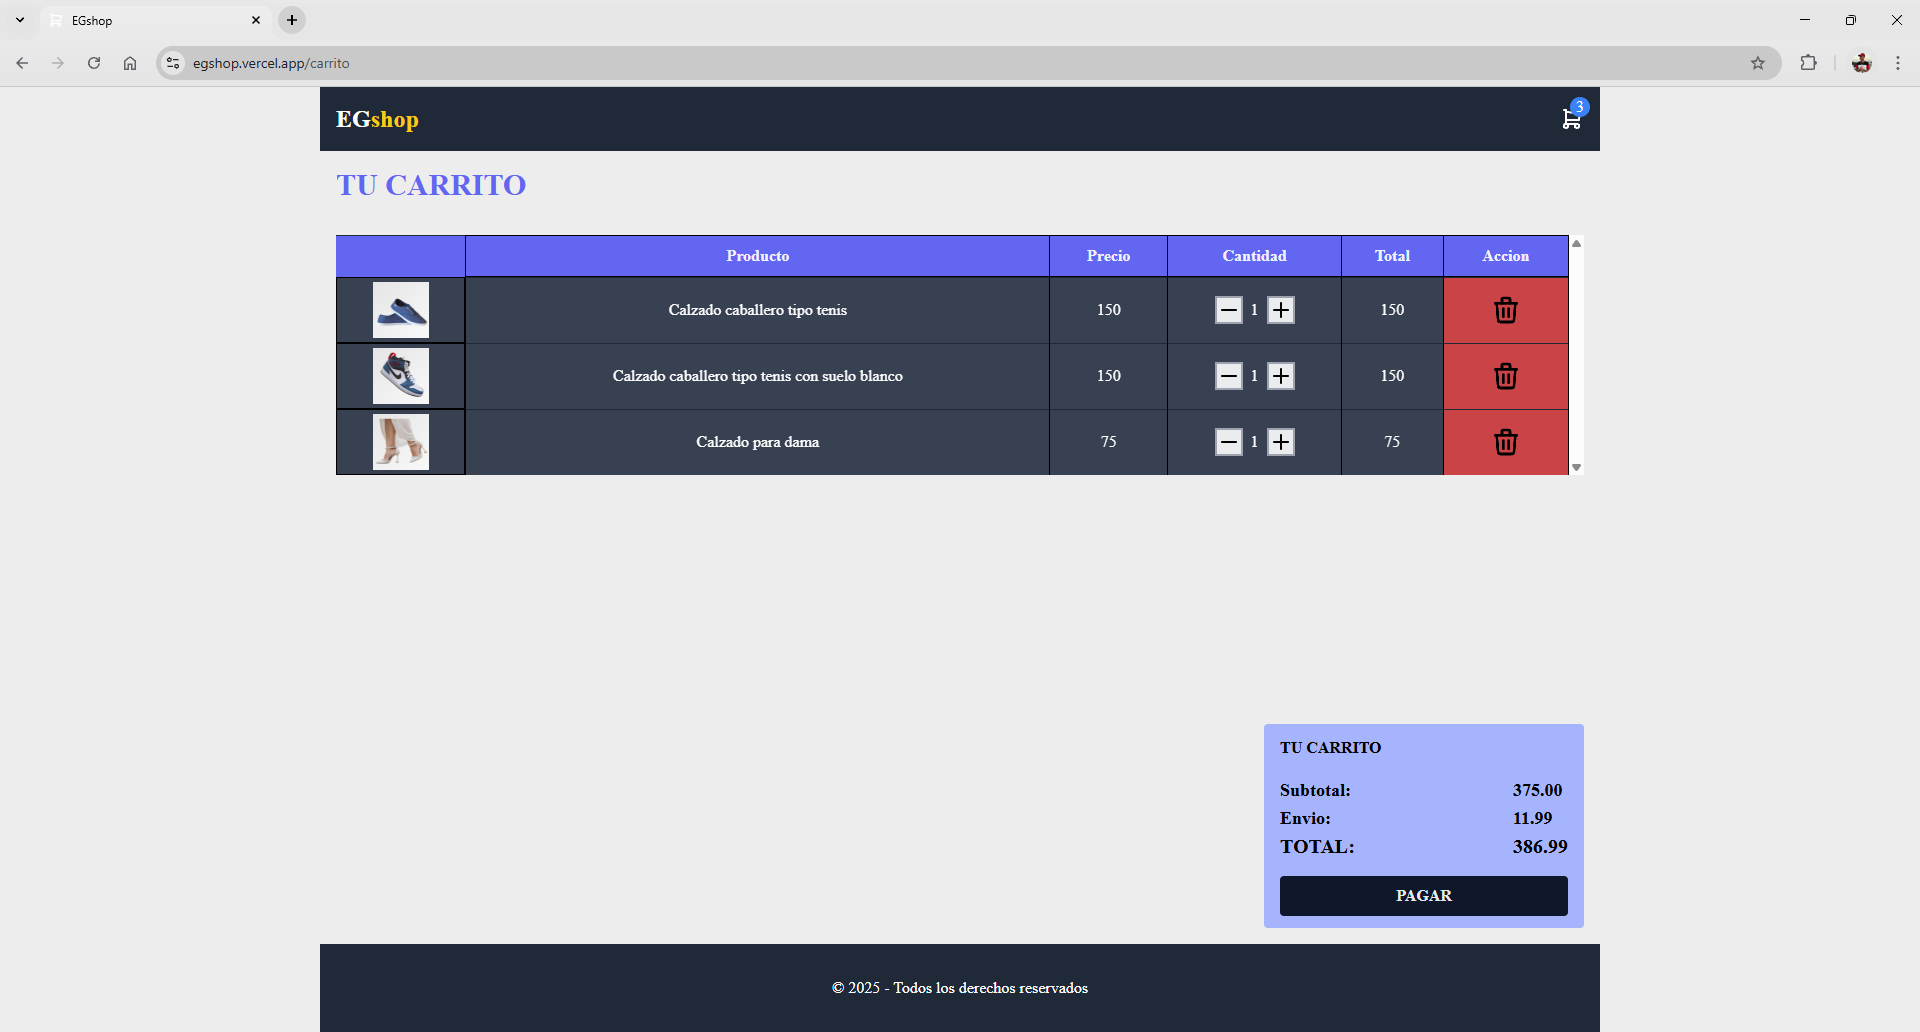 EGshop
egshop.vercel.app/carrito
EGshop
3
TU CARRITO
Producto Precio Cantidad Total Accion
Calzado caballero tipo tenis 150 1 150
Calzado caballero tipo tenis con suelo blanco 150 1 150
Calzado para dama 75 1 75
TU CARRITO
Subtotal: 375.00
Envio: 11.99
TOTAL: 386.99
PAGAR
© 2025 - Todos los derechos reservados